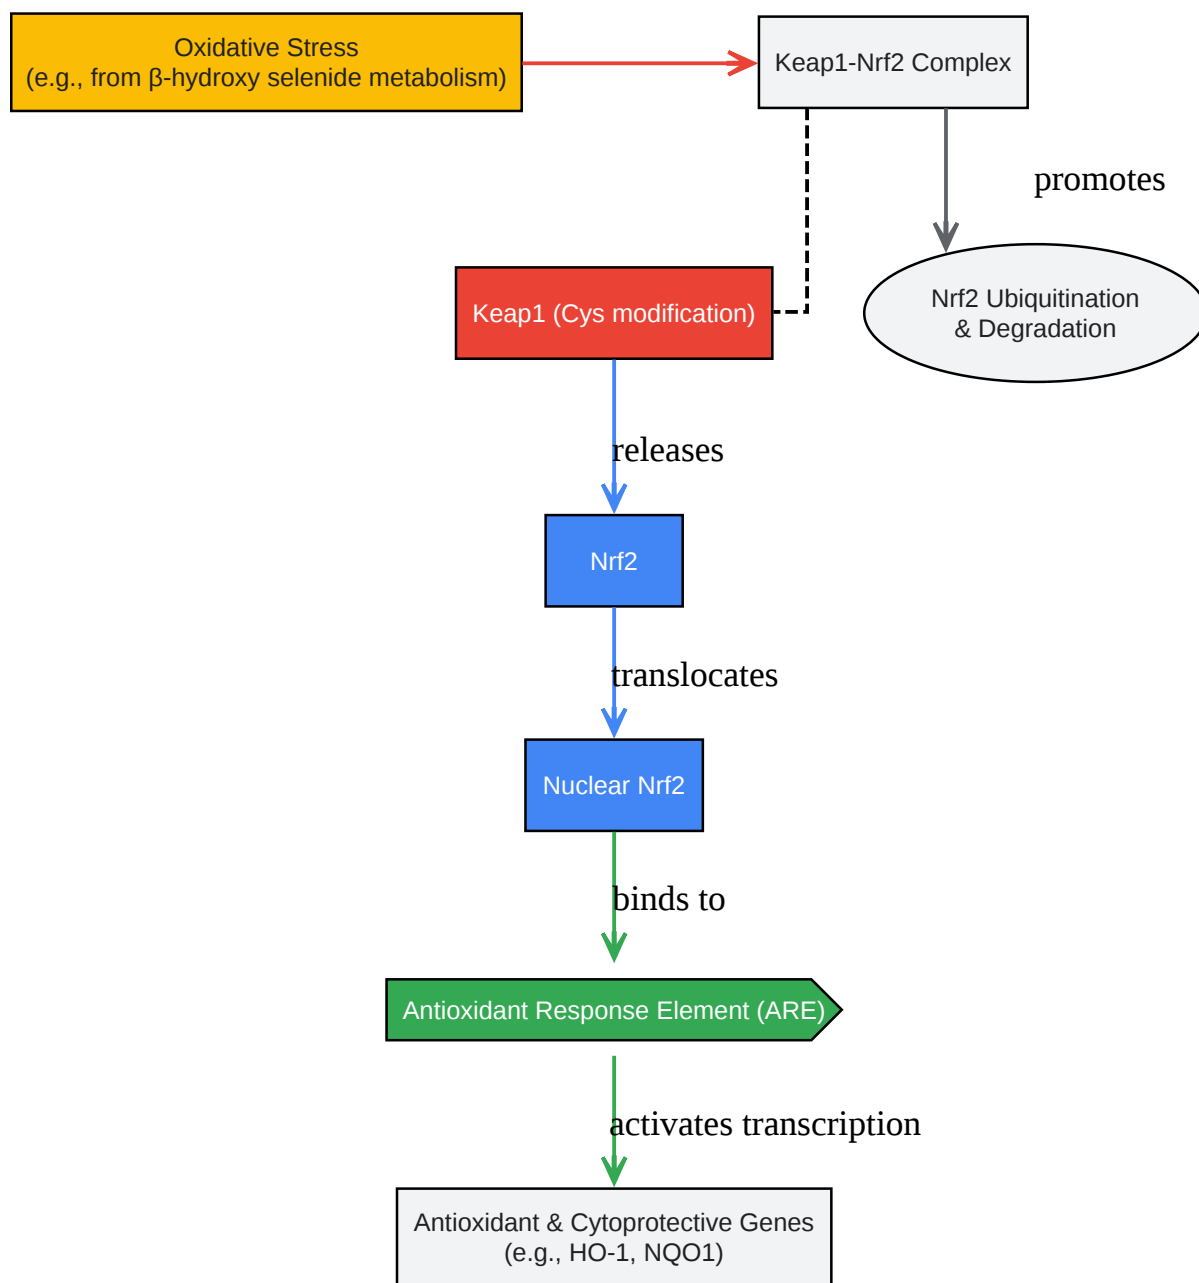 Oxidative Stress
(e.g., from β-hydroxy selenide metabolism)
Keap1-Nrf2 Complex
promotes
Keap1 (Cys modification)
Nrf2 Ubiquitination
& Degradation
releases
Nrf2
translocates
Nuclear Nrf2
binds to
Antioxidant Response Element (ARE)
activates transcription
Antioxidant & Cytoprotective Genes
(e.g., HO-1, NQO1)